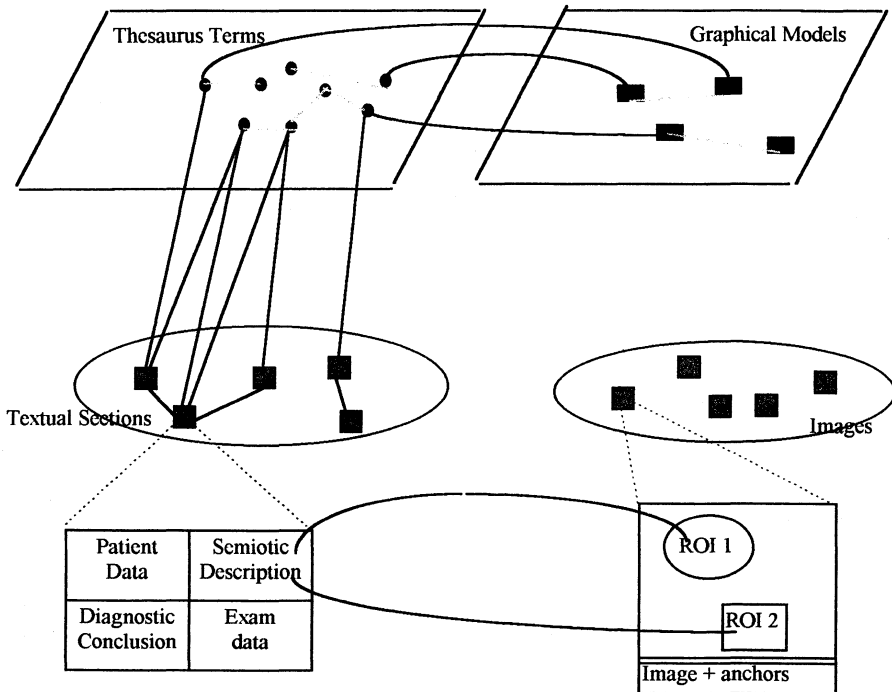 Thesaurus Terms
Graphical Models
Textual Sections
Images
Patient
Data
Semiotic
Description
Diagnostic
Conclusion
Exam
data
ROI 1
ROI 2
Image + anchors